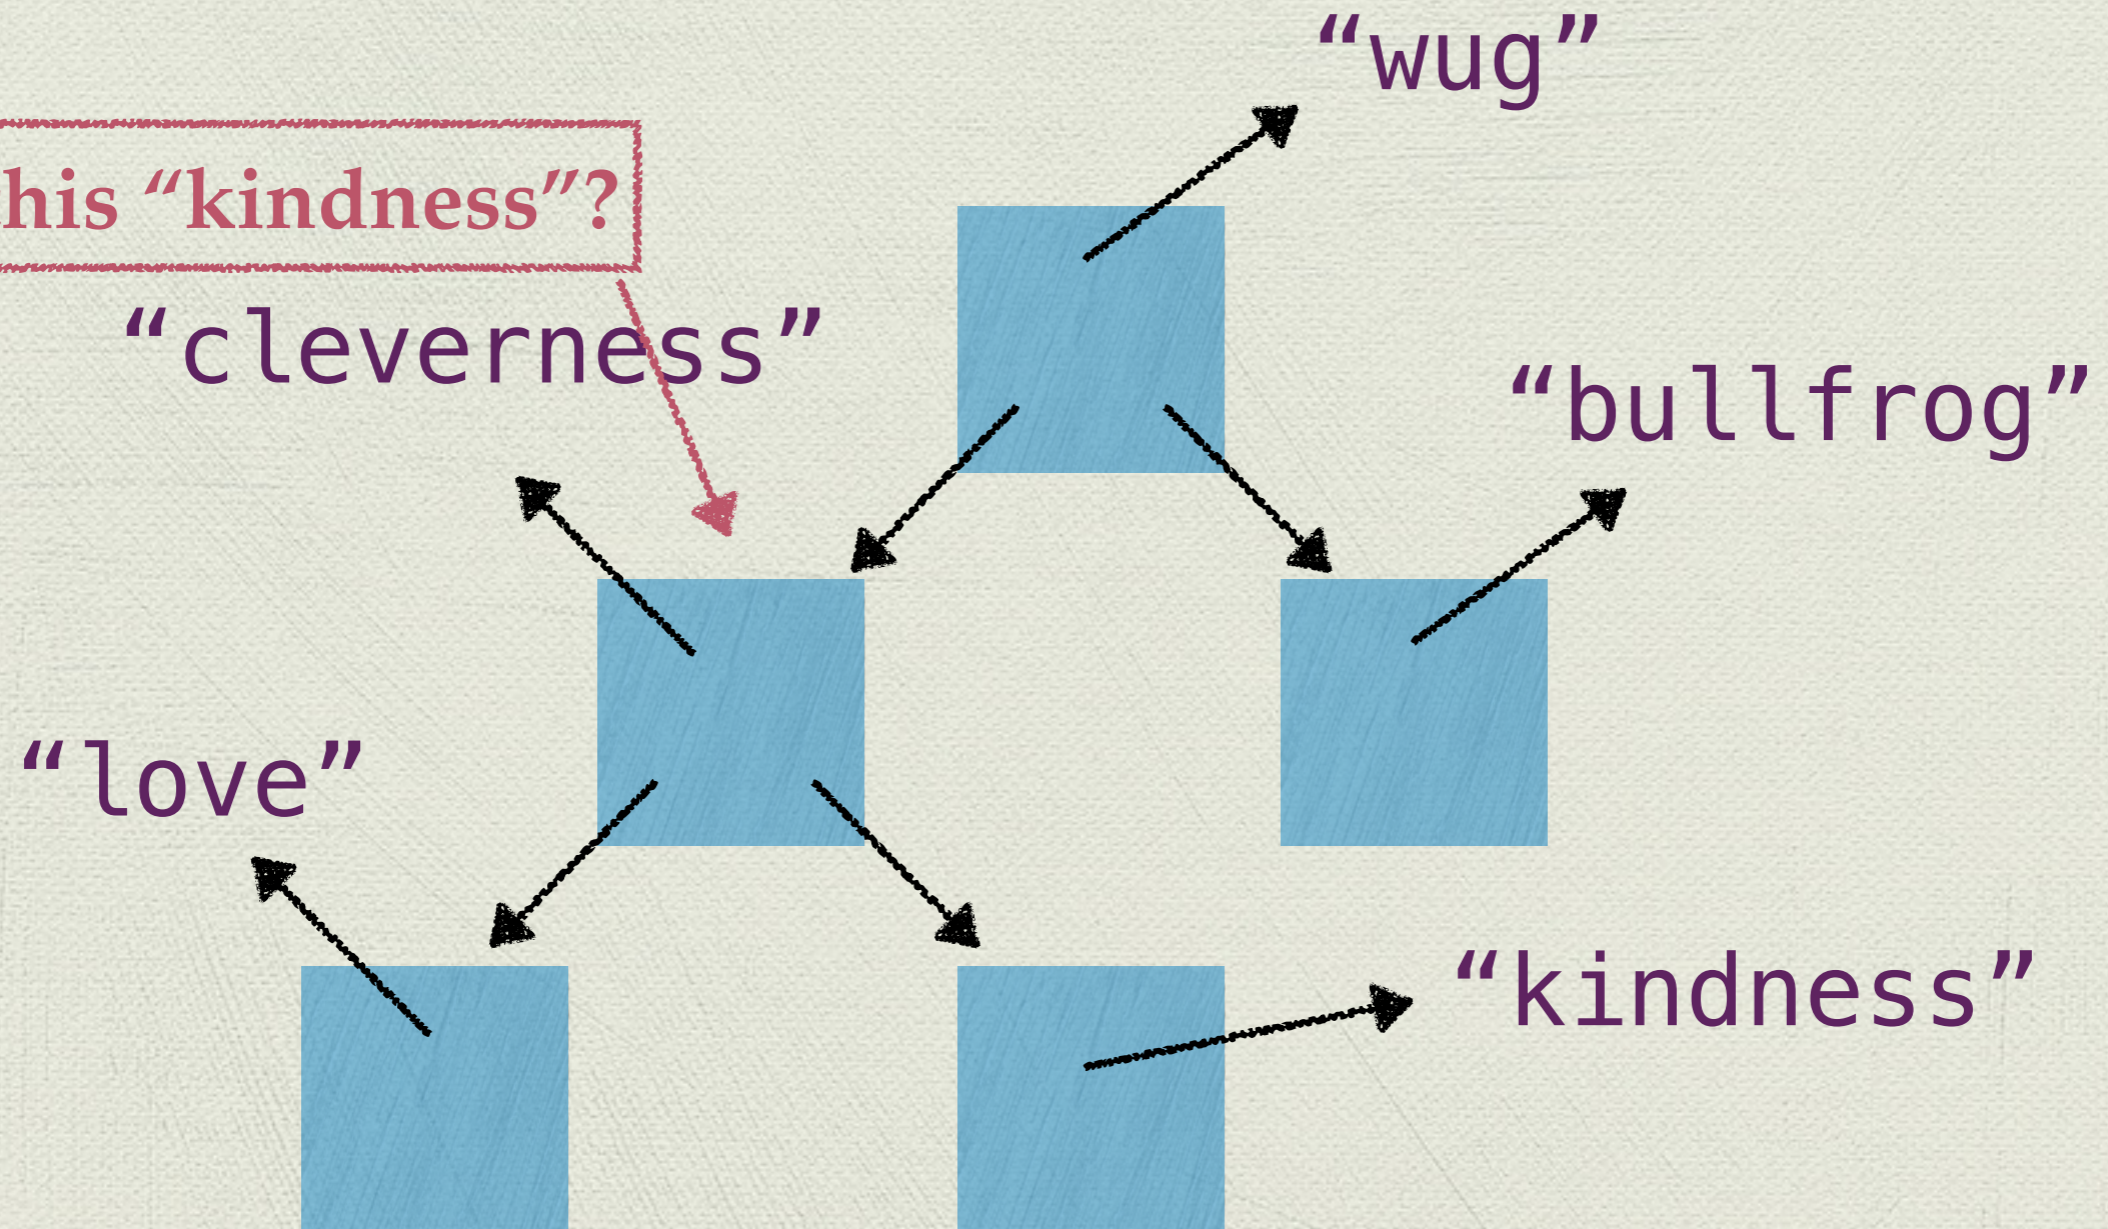 “wug”
his “kindness”?
“cleverness”
“bullfrog”
“love”
“kindness”